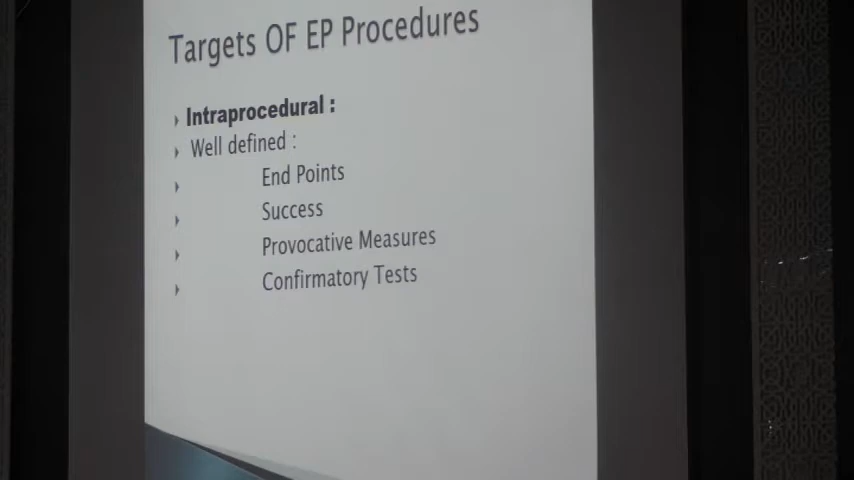 Targets OF EP Procedures
Intraprocedural :
Well defined :
End Points
Success
Provocative Measures
Confirmatory Tests